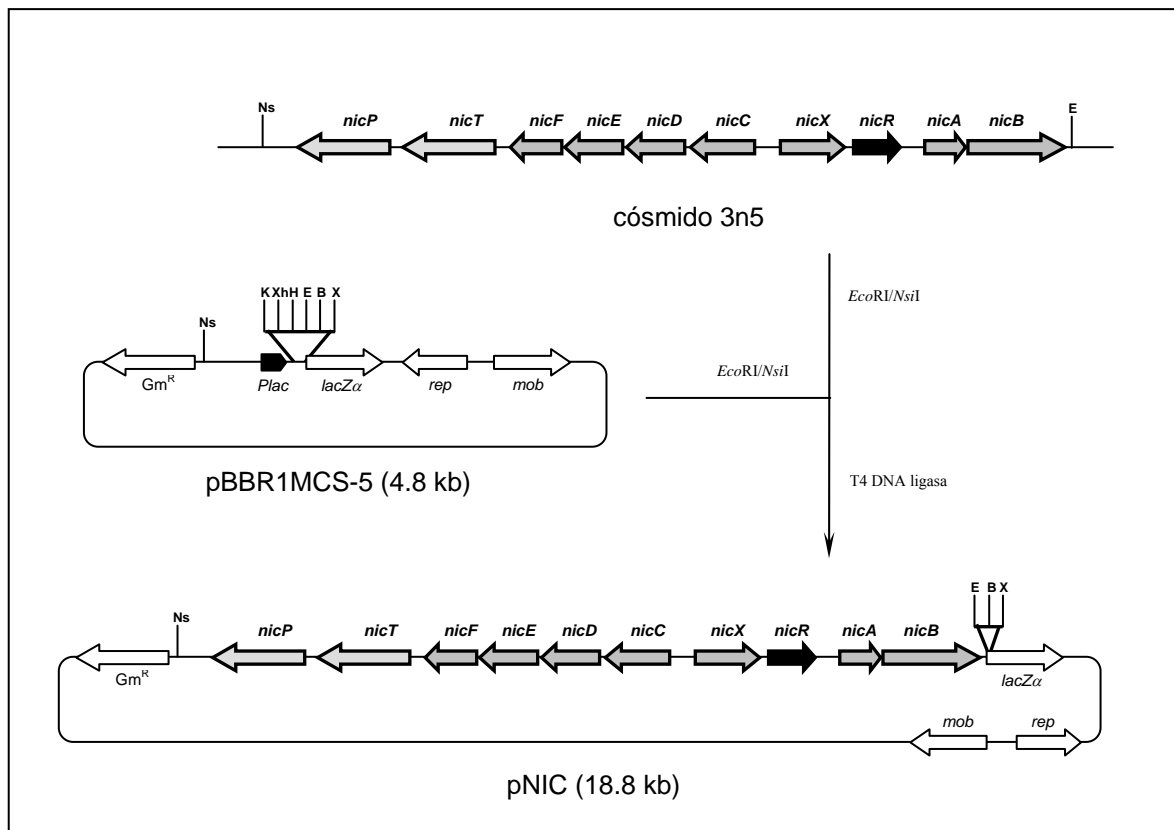 Ns nicP nicT nicF nicE nicD nicC nicX nicR nicA nicB E
cósmido 3n5
EcoRI/NsiI
K Xh H E B X
Ns
Gm^R Plac lacZα rep mob
EcoRI/NsiI
pBBR1MCS-5 (4.8 kb)
T4 DNA ligasa
E B X
Ns nicP nicT nicF nicE nicD nicC nicX nicR nicA nicB
Gm^R lacZα
mob rep
pNIC (18.8 kb)